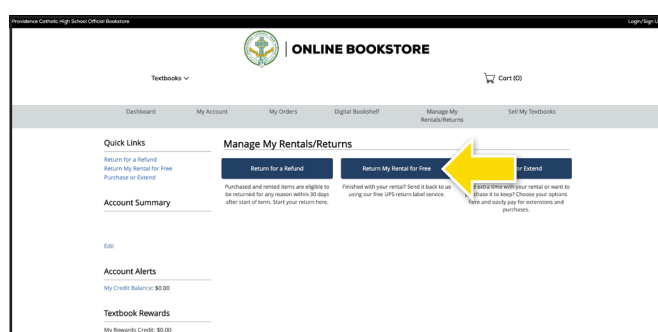 Providence Catholic High School Official Bookstore
Login/Sign U
ONLINE BOOKSTORE
Textbooks
Cart (0)
Dashboard
My Account
My Orders
Digital Bookshelf
Manage My
Rentals/Returns
Sell My Textbooks
Quick Links
Return for a Refund
Return My Rental for Free
Purchase or Extend
Account Summary
Edit
Account Alerts
My Credit Balance: $0.00
Textbook Rewards
My Rewards Credit: $0.00
Manage My Rentals/Returns
Return for a Refund
Purchased and rented items are eligible to
be returned for any reason within 30 days
after start of term. Start your return here.
Return My Rental for Free
Finished with your rental? Send it back to us
using our free UPS return label service.
or Extend
extra time with your rental or want to
chase it to keep? Choose your options
here and easily pay for extensions and
purchases.